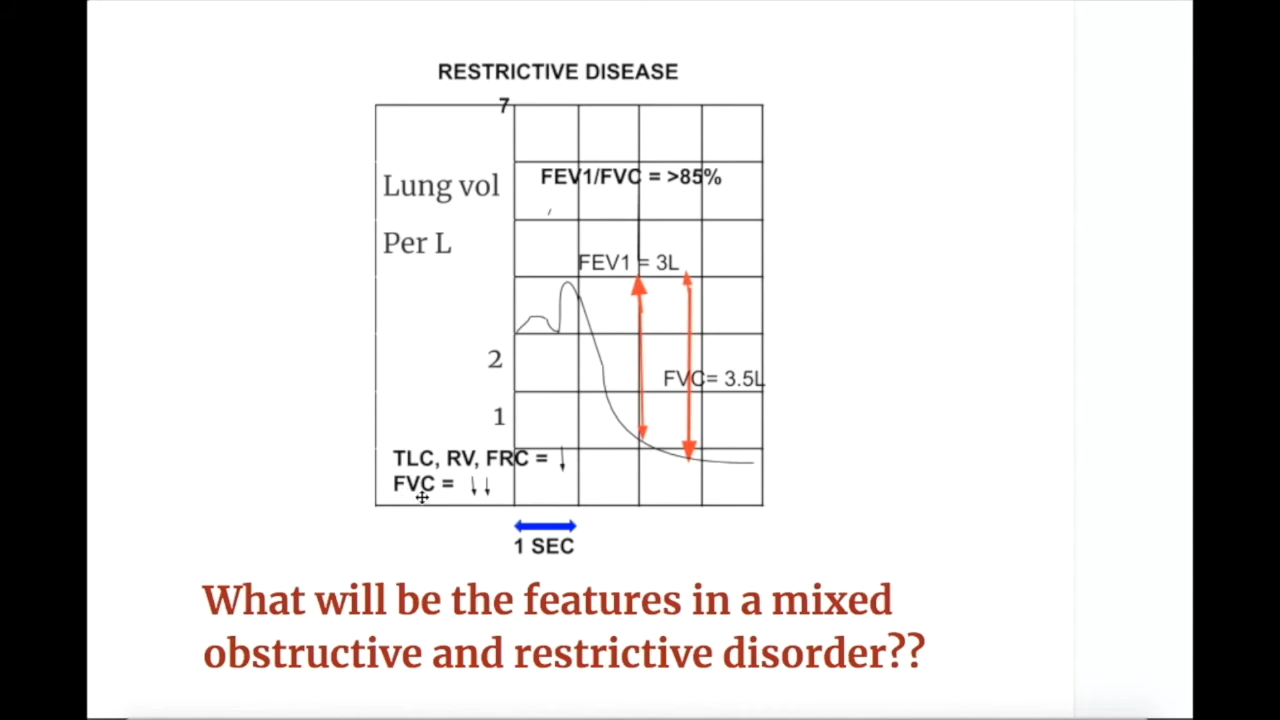 RESTRICTIVE DISEASE
7
FEV1/FVC = >85%
Lung vol
Per L
FEV1 = 3L
2
FVC= 3.5L
1
TLC, RV, FRC = ↓
FVC = ↓↓
1 SEC
What will be the features in a mixed
obstructive and restrictive disorder??